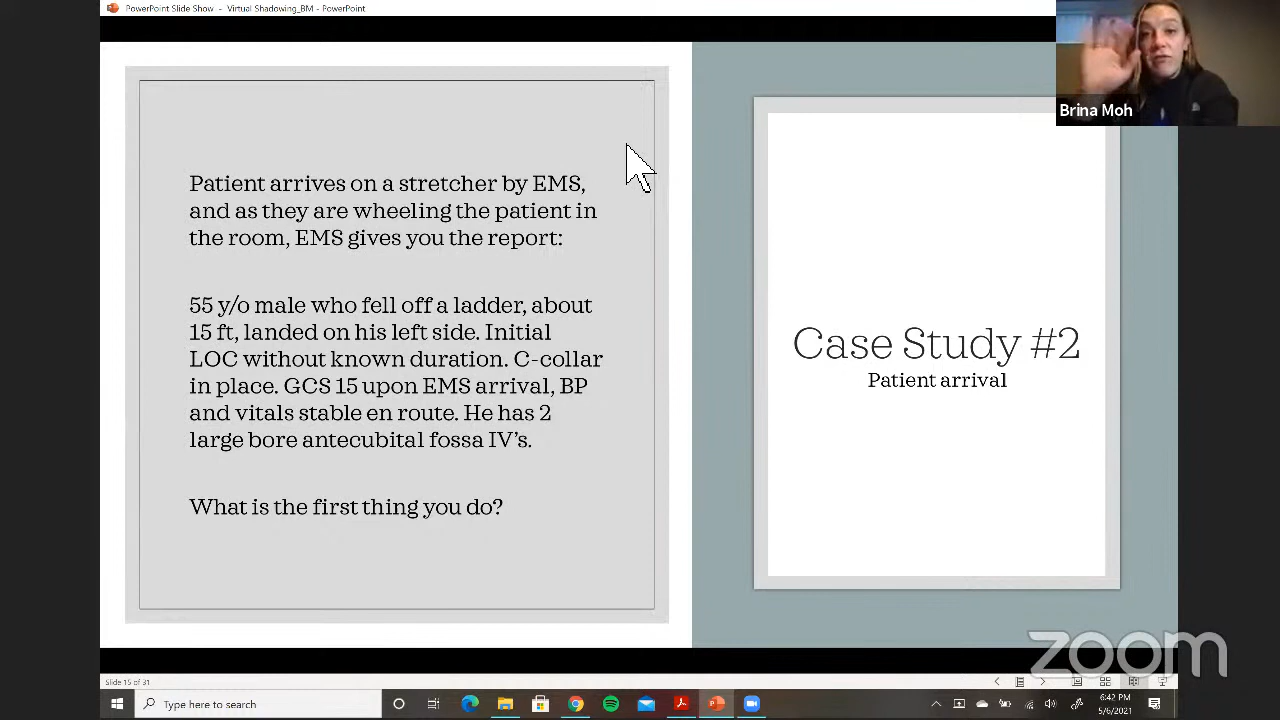 PowerPoint Slide Show - Virtual Shadowing_BM - PowerPoint
Brina Moh
Patient arrives on a stretcher by EMS,
and as they are wheeling the patient in
the room, EMS gives you the report:
55 y/o male who fell off a ladder, about
15 ft, landed on his left side. Initial
LOC without known duration. C-collar
in place. GCS 15 upon EMS arrival, BP
and vitals stable en route. He has 2
large bore antecubital fossa IV's.
What is the first thing you do?
Case Study #2
Patient arrival
zoom
Slide 15 of 31
Type here to search
6:42 PM
5/6/2021